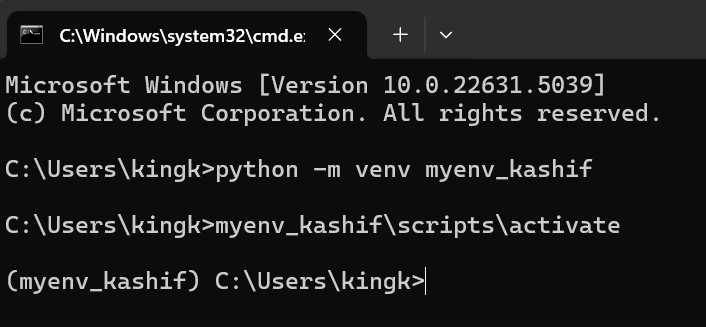 C:\Windows\system32\cmd.e
Microsoft Windows [Version 10.0.22631.5039]
(c) Microsoft Corporation. All rights reserved.
C:\Users\kingk>python -m venv myenv_kashif
C:\Users\kingk>myenv_kashif\scripts\activate
(myenv_kashif) C:\Users\kingk>